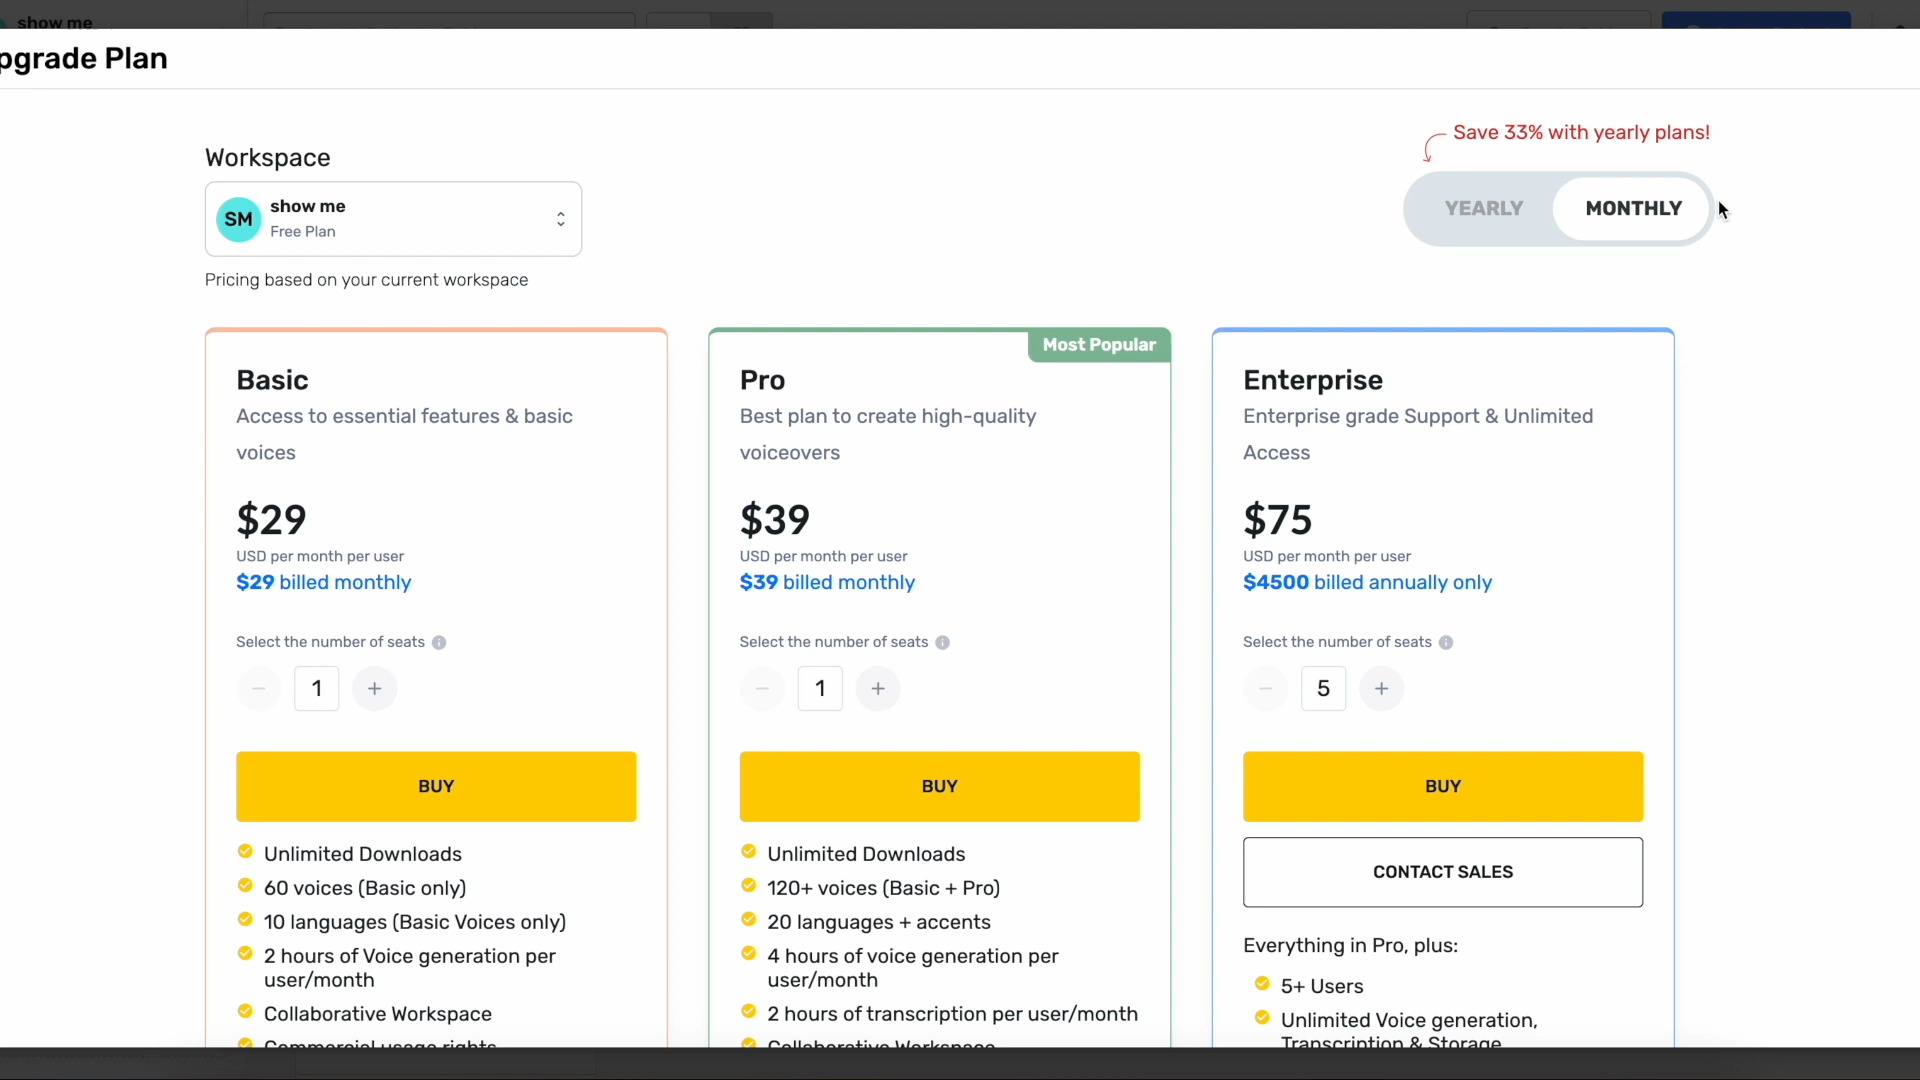 show me
pgrade Plan
Save 33% with yearly plans!
Workspace
SM
show me
Free Plan
YEARLY
MONTHLY
Pricing based on your current workspace
Basic
Access to essential features & basic
voices
$29
USD per month per user
$29 billed monthly
Select the number of seats
1
BUY
Unlimited Downloads
60 voices (Basic only)
10 languages (Basic Voices only)
2 hours of Voice generation per
user/month
Collaborative Workspace
Commercial usage rights
Most Popular
Pro
Best plan to create high-quality
voiceovers
$39
USD per month per user
$39 billed monthly
Select the number of seats
1
BUY
Unlimited Downloads
120+ voices (Basic + Pro)
20 languages + accents
4 hours of voice generation per
user/month
2 hours of transcription per user/month
Collaborative Workspace
Enterprise
Enterprise grade Support & Unlimited
Access
$75
USD per month per user
$4500 billed annually only
Select the number of seats
5
BUY
CONTACT SALES
Everything in Pro, plus:
5+ Users
Unlimited Voice generation,
Transcription & Storage